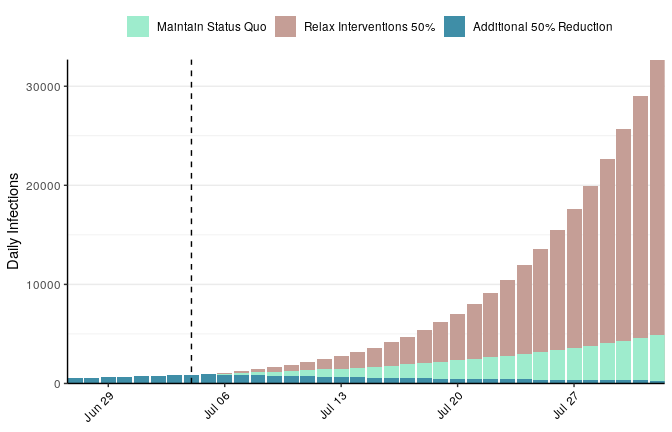 Maintain Status Quo Relax Interventions 50% Additional 50% Reduction
Daily Infections
30000
20000
10000
0
Jun 29 Jul 06 Jul 13 Jul 20 Jul 27